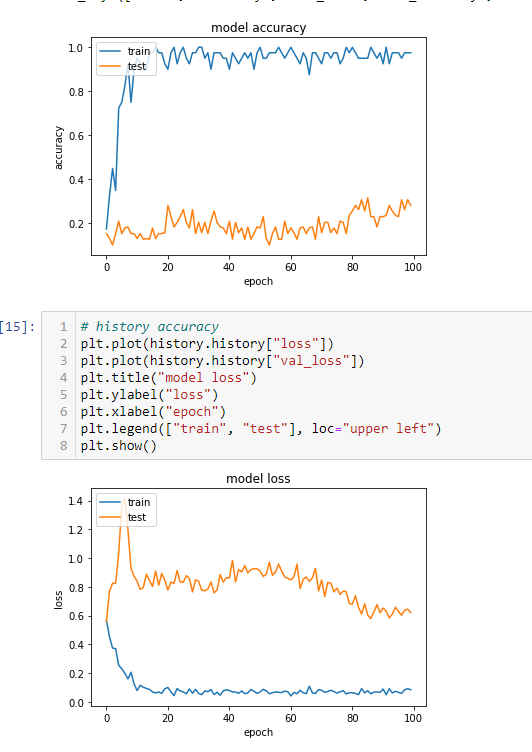 model accuracy
train
test
1.0
0.8
0.6
0.4
0.2
accuracy
0 20 40 60 80 100
epoch
[15]:
1 # history accuracy
2 plt.plot(history.history["loss"])
3 plt.plot(history.history["val_loss"])
4 plt.title("model loss")
5 plt.ylabel("loss")
6 plt.xlabel("epoch")
7 plt.legend(["train", "test"], loc="upper left")
8 plt.show()
model loss
train
test
1.4
1.2
1.0
0.8
0.6
0.4
0.2
0.0
loss
0 20 40 60 80 100
epoch